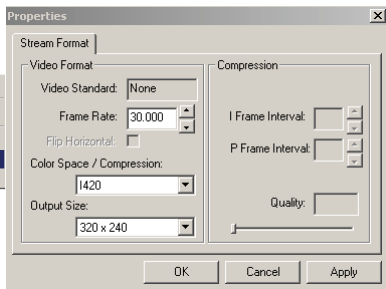 Properties
Stream Format
Video Format
Video Standard: None
Frame Rate: 30.000
Flip Horizontal:
Color Space / Compression:
I420
Output Size:
320 x 240
Compression
I Frame Interval:
P Frame Interval:
Quality:
OK Cancel Apply